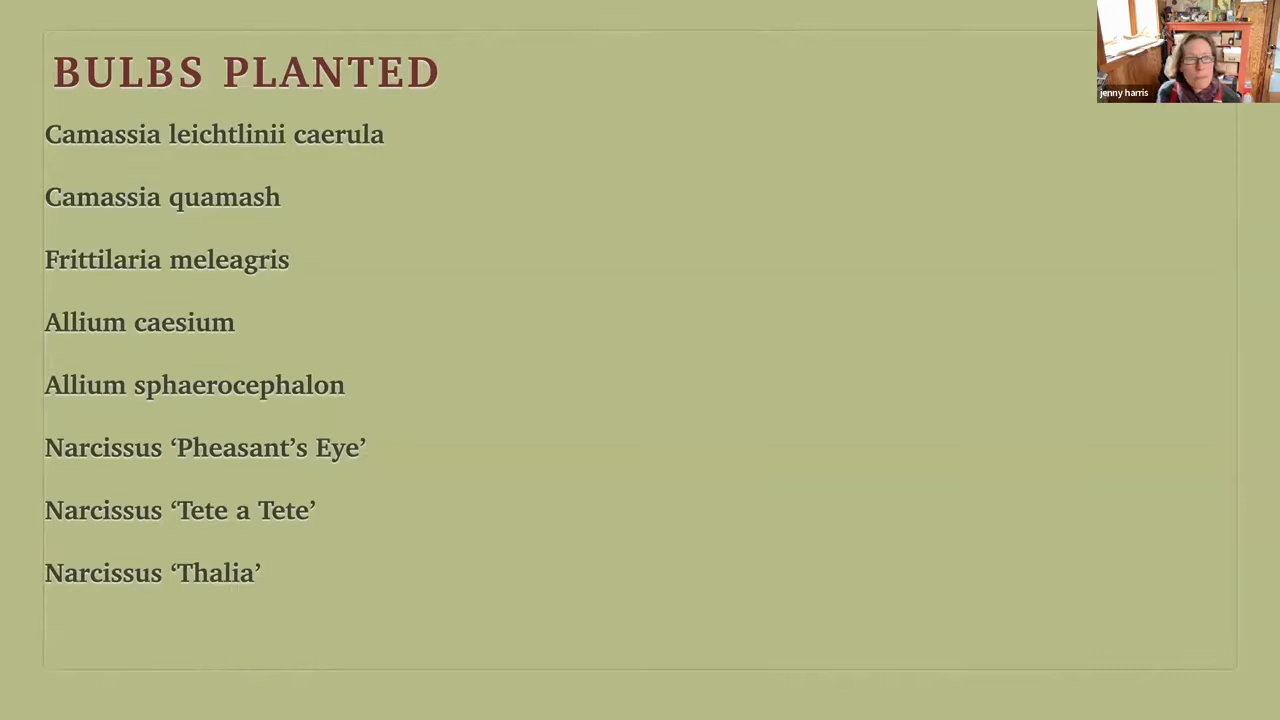 BULBS PLANTED
jenny harris
Camassia leichtlinii caerula
Camassia quamash
Frittilaria meleagris
Allium caesium
Allium sphaerocephalon
Narcissus ‘Pheasant’s Eye’
Narcissus ‘Tete a Tete’
Narcissus ‘Thalia’